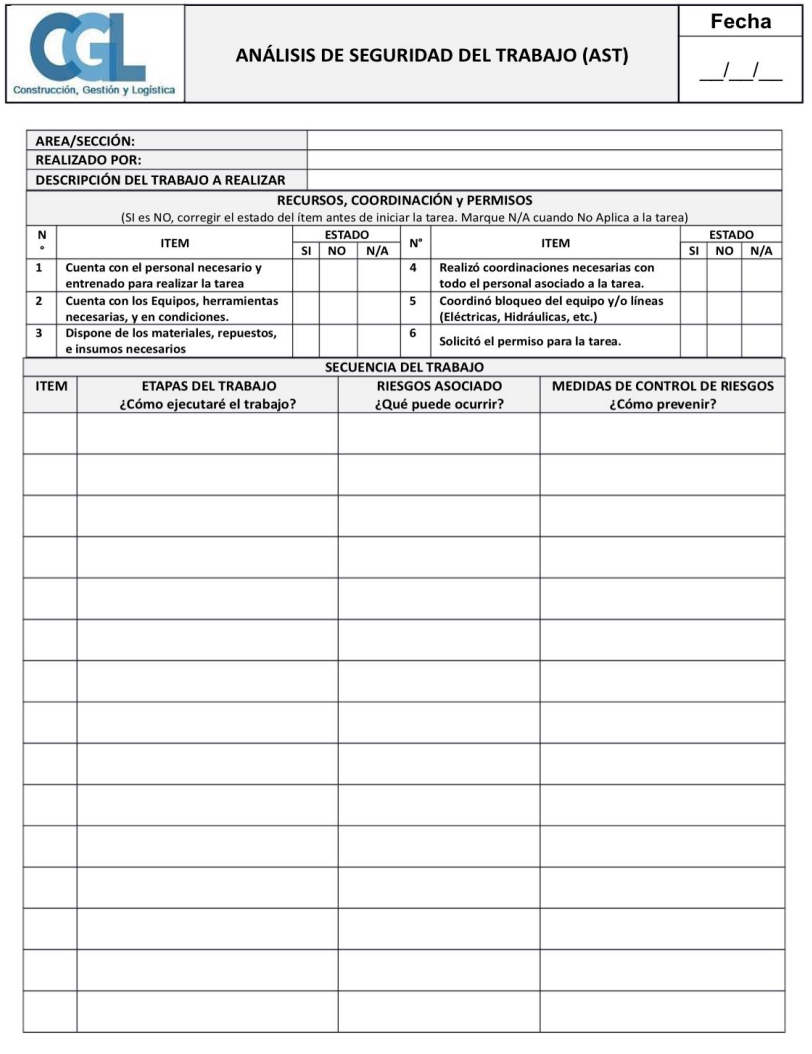 CGL
Construcción, Gestión y Logística
ANÁLISIS DE SEGURIDAD DEL TRABAJO (AST)
Fecha
__/__/__
AREA/SECCIÓN:
REALIZADO POR:
DESCRIPCIÓN DEL TRABAJO A REALIZAR
RECURSOS, COORDINACIÓN y PERMISOS
(SI es NO, corregir el estado del ítem antes de iniciar la tarea. Marque N/A cuando No Aplica a la tarea)
N° ITEM ESTADO N° ITEM ESTADO
SI NO N/A SI NO N/A
1 Cuenta con el personal necesario y
entrenado para realizar la tarea
4 Realizó coordinaciones necesarias con
todo el personal asociado a la tarea.
2 Cuenta con los Equipos, herramientas
necesarias, y en condiciones.
5 Coordinó bloqueo del equipo y/o líneas
(Eléctricas, Hidráulicas, etc.)
3 Dispone de los materiales, repuestos,
e insumos necesarios
6 Solicitó el permiso para la tarea.
SECUENCIA DEL TRABAJO
ITEM ETAPAS DEL TRABAJO RIESGOS ASOCIADO MEDIDAS DE CONTROL DE RIESGOS
¿Cómo ejecutaré el trabajo? ¿Qué puede ocurrir? ¿Cómo prevenir?